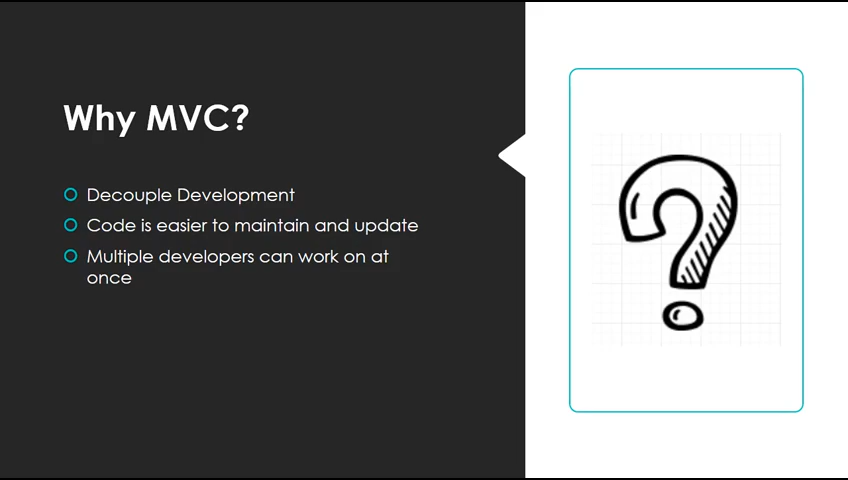 Why MVC?
Decouple Development
Code is easier to maintain and update
Multiple developers can work on at
once